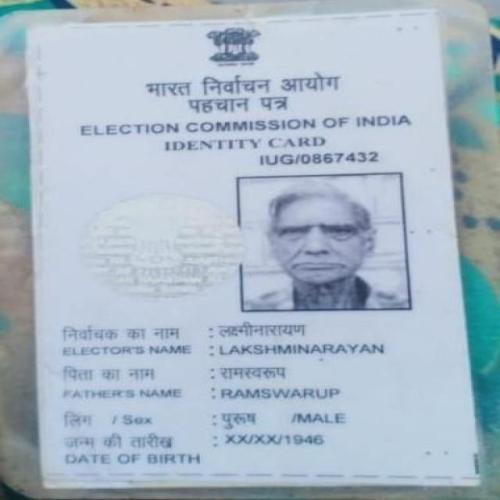 भारत निर्वाचन आयोग
पहचान पत्र
ELECTION COMMISSION OF INDIA
IDENTITY CARD
IUG/0867432
निर्वाचक का नाम : लक्ष्मीनारायण
ELECTOR'S NAME : LAKSHMINARAYAN
पिता का नाम : रामस्वरूप
FATHER'S NAME : RAMSWARUP
लिंग / Sex : पुरूष /MALE
जन्म की तारीख : XX/XX/1946
DATE OF BIRTH